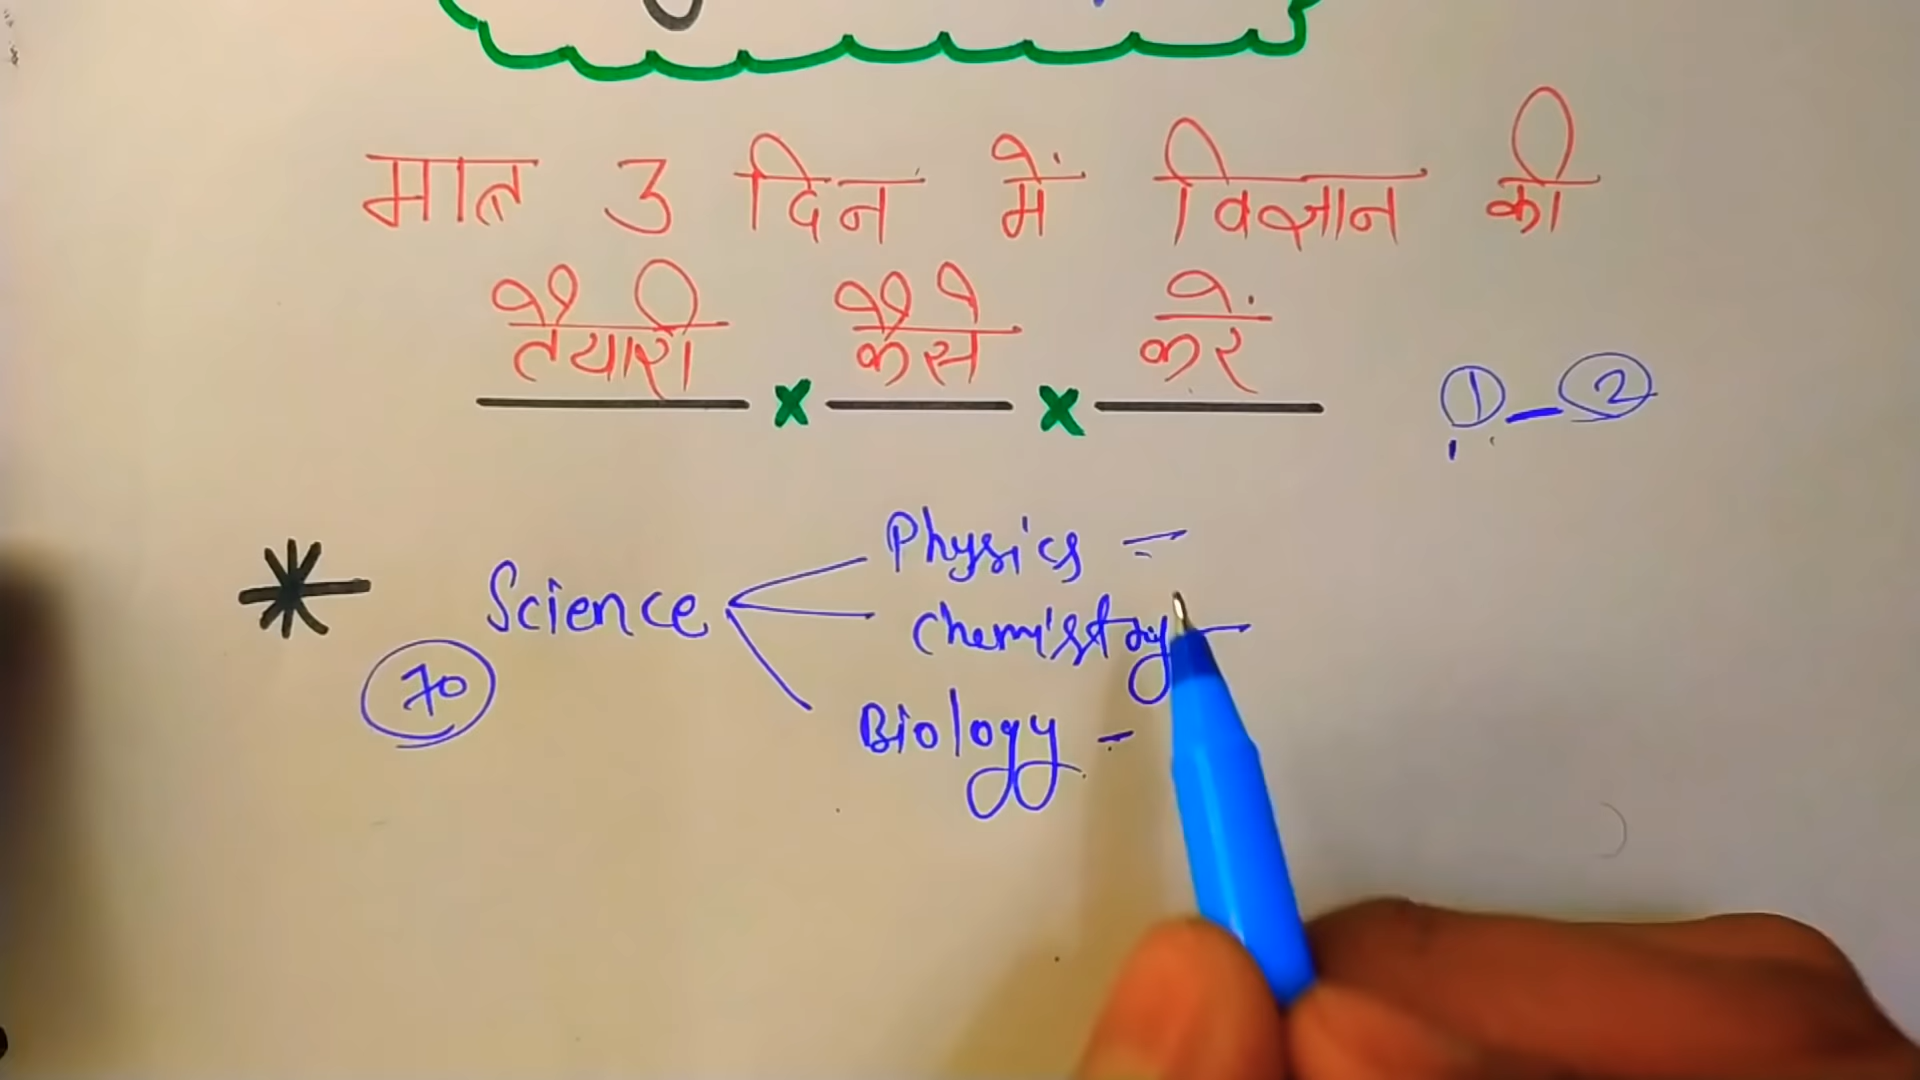 मात्र 3 दिन में विज्ञान की
तैयारी कैसे करें
x x
1 – 2
Physics =
Science
Chemistry –
70
Biology –